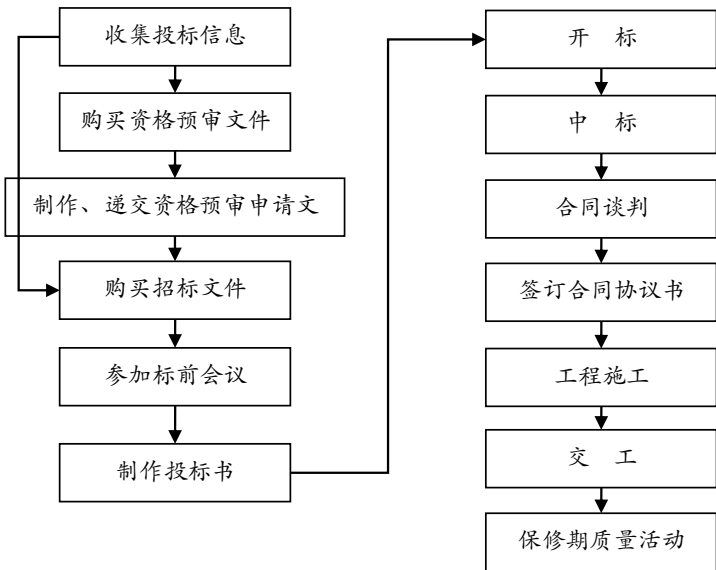 收集投标信息
购买资格预审文件
制作、递交资格预审申请文
购买招标文件
参加标前会议
制作投标书
开　标
中　标
合同谈判
签订合同协议书
工程施工
交　工
保修期质量活动